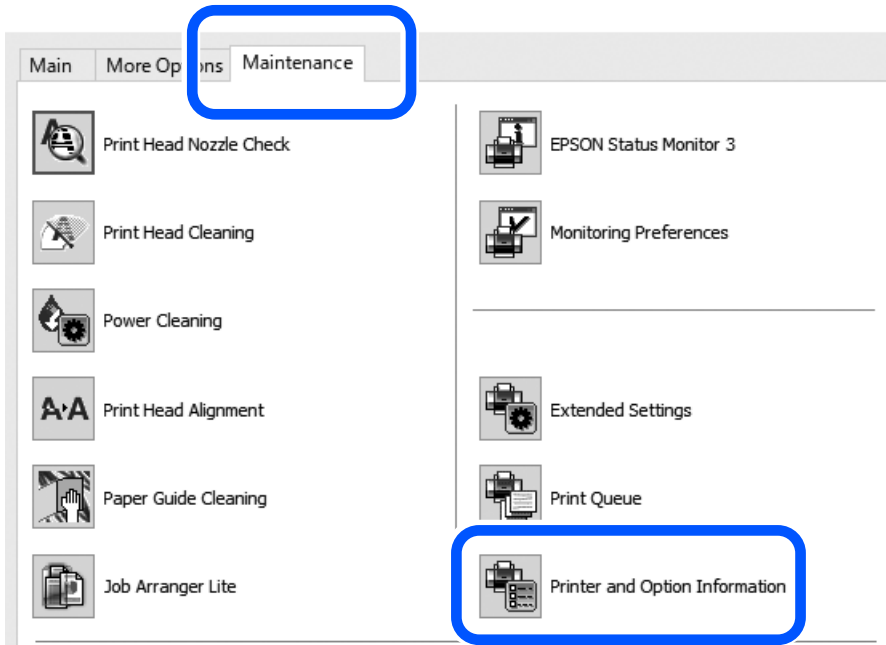 Main
More Options
Maintenance
Print Head Nozzle Check
Print Head Cleaning
Power Cleaning
Print Head Alignment
Paper Guide Cleaning
Job Arranger Lite
EPSON Status Monitor 3
Monitoring Preferences
Extended Settings
Print Queue
Printer and Option Information